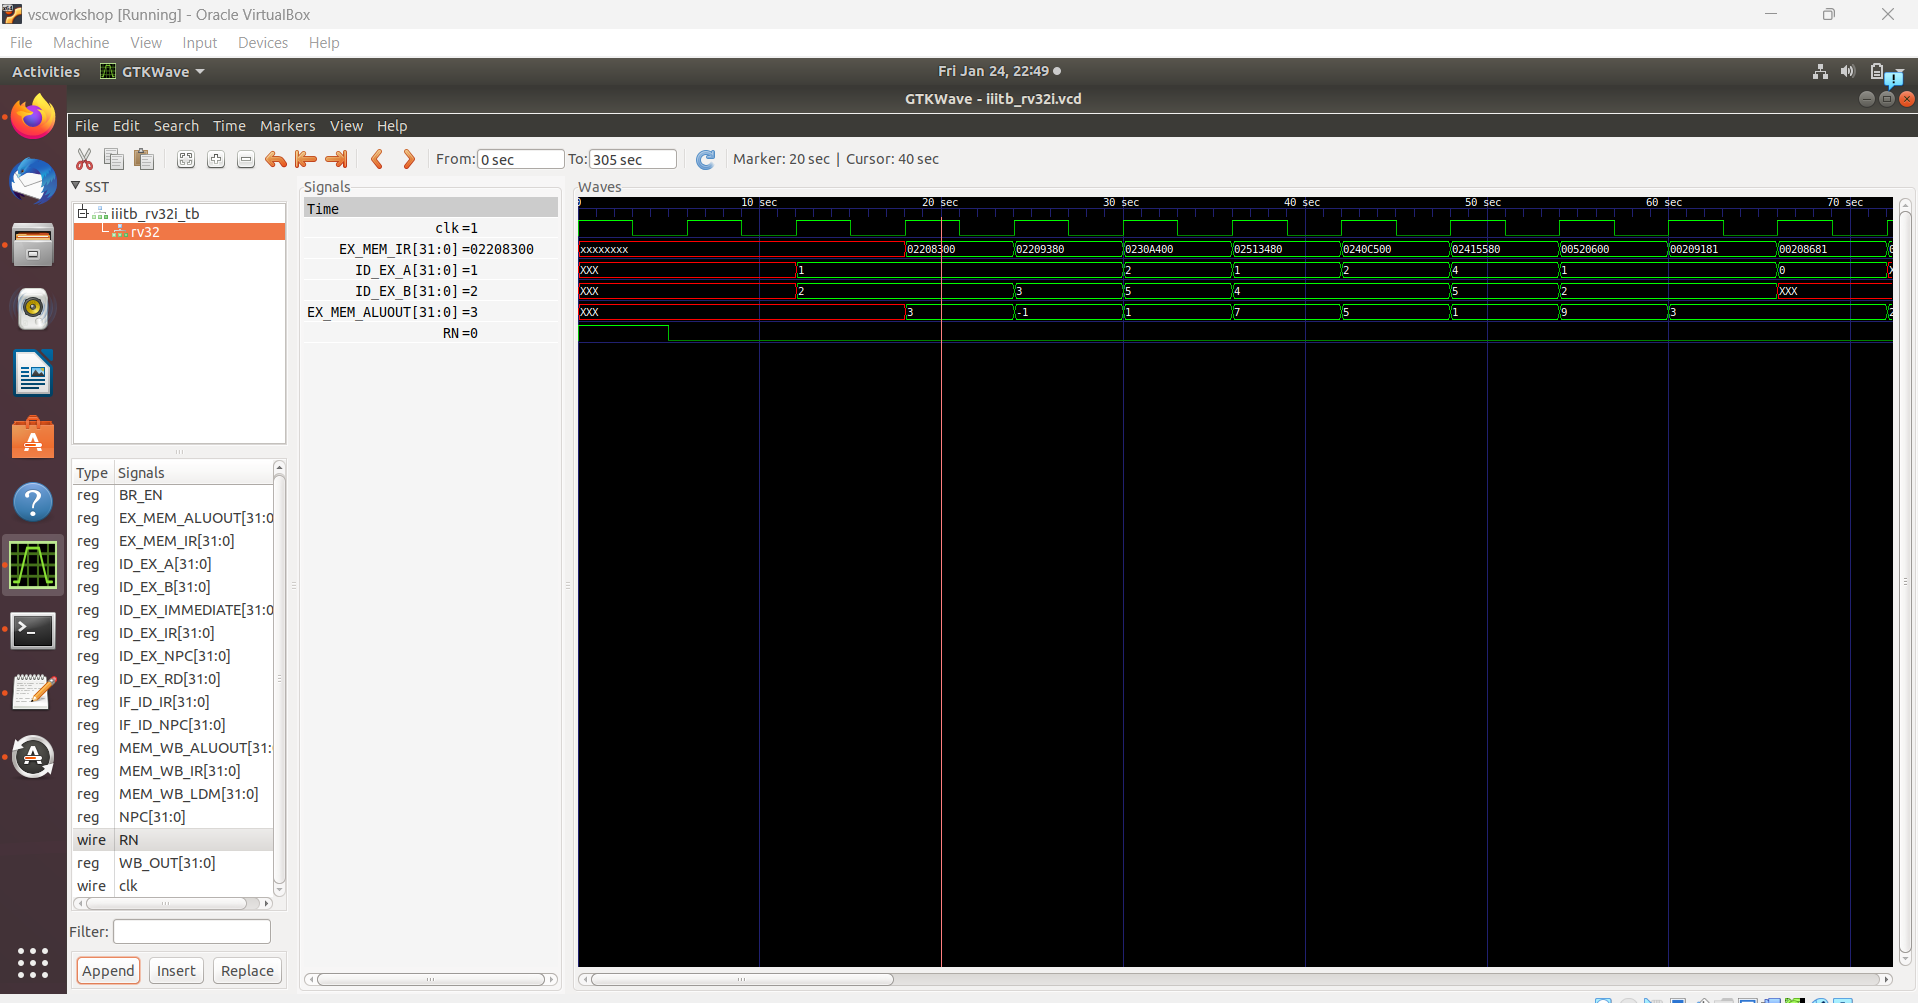 vscworkshop [Running] - Oracle VirtualBox
File Machine View Input Devices Help
Activities GTKWave Fri Jan 24, 22:49
GTKWave - iiitb_rv32i.vcd
File Edit Search Time Markers View Help
From: 0 sec To: 305 sec Marker: 20 sec | Cursor: 40 sec
SST
iiitb_rv32i_tb
rv32
Type Signals
reg BR_EN
reg EX_MEM_ALUOUT[31:0
reg EX_MEM_IR[31:0]
reg ID_EX_A[31:0]
reg ID_EX_B[31:0]
reg ID_EX_IMMEDIATE[31:0
reg ID_EX_IR[31:0]
reg ID_EX_NPC[31:0]
reg ID_EX_RD[31:0]
reg IF_ID_IR[31:0]
reg IF_ID_NPC[31:0]
reg MEM_WB_ALUOUT[31:
reg MEM_WB_IR[31:0]
reg MEM_WB_LDM[31:0]
reg NPC[31:0]
wire RN
reg WB_OUT[31:0]
wire clk
Filter:
Append Insert Replace
Signals
Time
clk=1
EX_MEM_IR[31:0]=02208300
ID_EX_A[31:0]=1
ID_EX_B[31:0]=2
EX_MEM_ALUOUT[31:0]=3
RN=0
Waves
0 10 sec 20 sec 30 sec 40 sec 50 sec 60 sec 70 sec
xxxxxxxx 02208300 02209380 0230A400 02513480 0240C500 02415580 00520600 00209181 00208681
XXX 1 2 1 2 4 1 0
XXX 2 3 5 4 5 2 XXX
XXX 3 -1 1 7 5 1 9 3 2